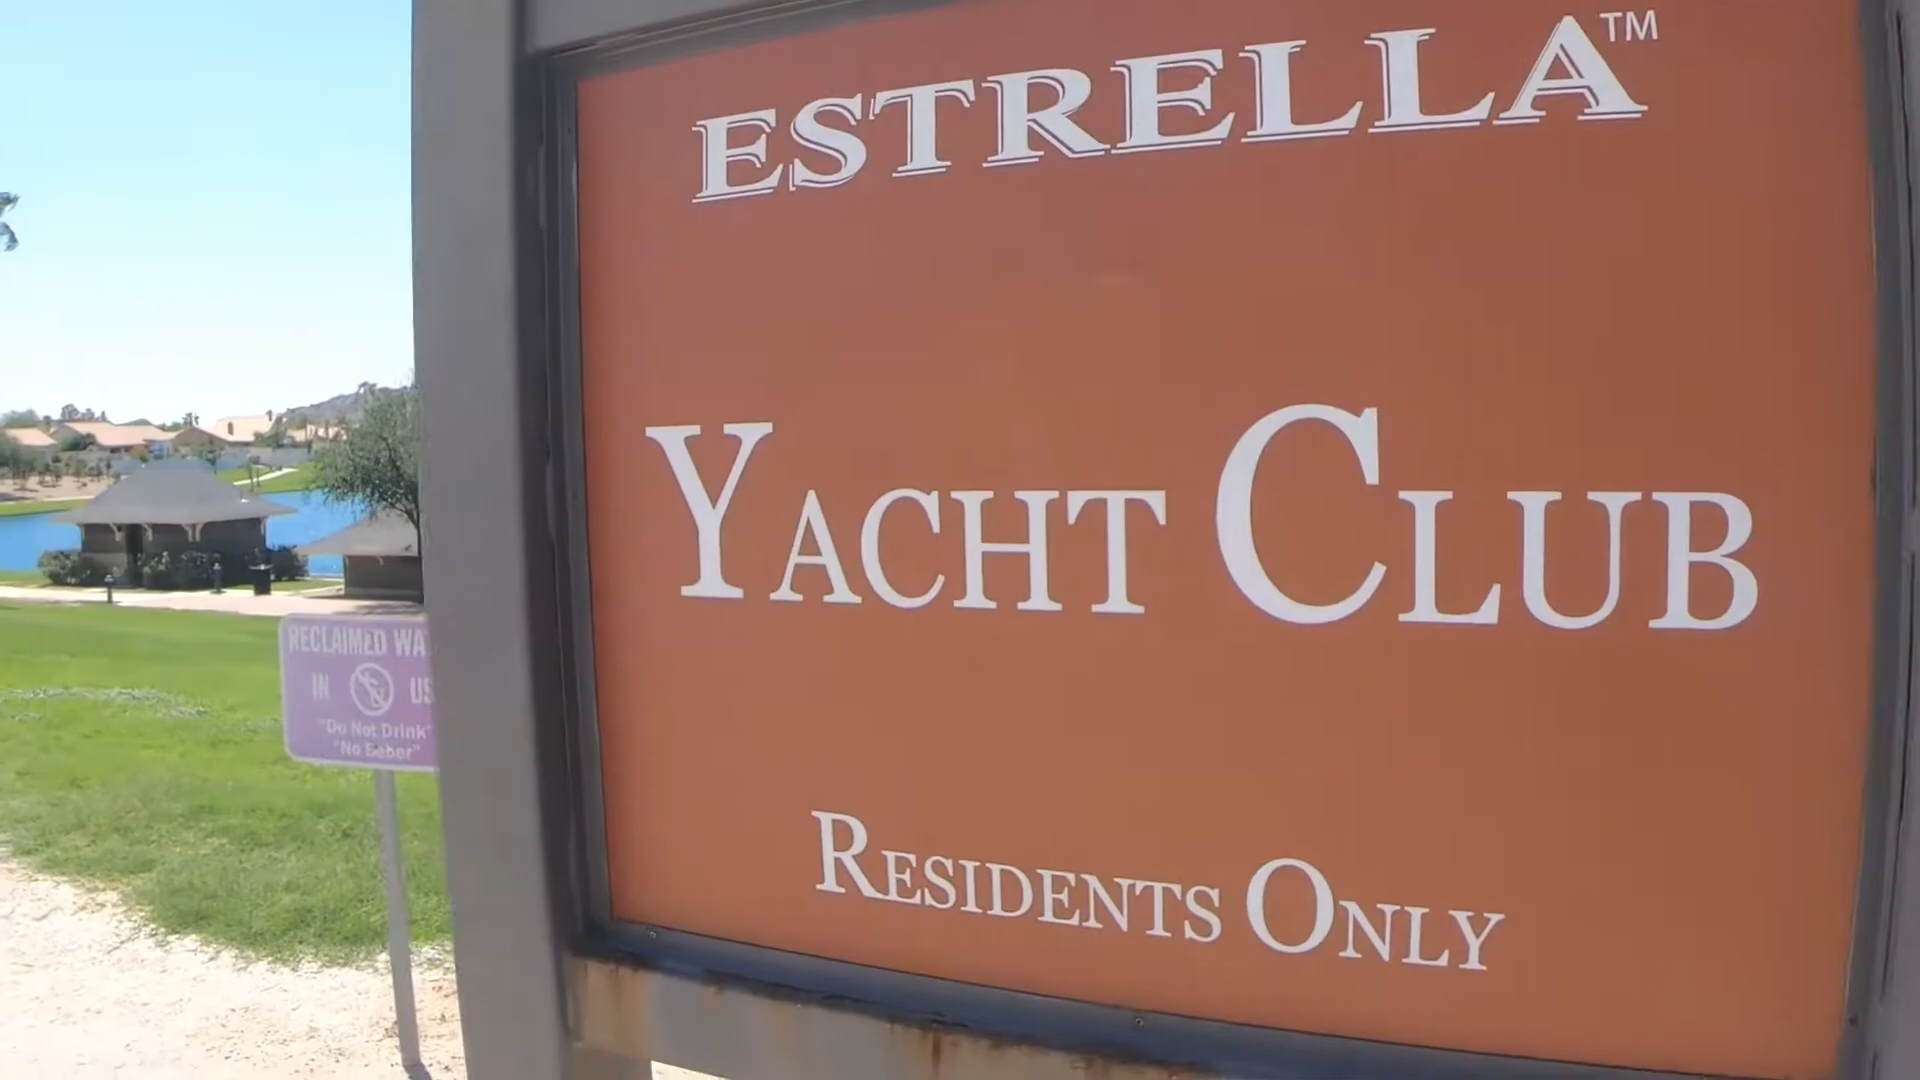 ESTRELLA™
YACHT CLUB
RESIDENTS ONLY
RECLAIMED WA
IN US
"Do Not Drink"
"No Beber"